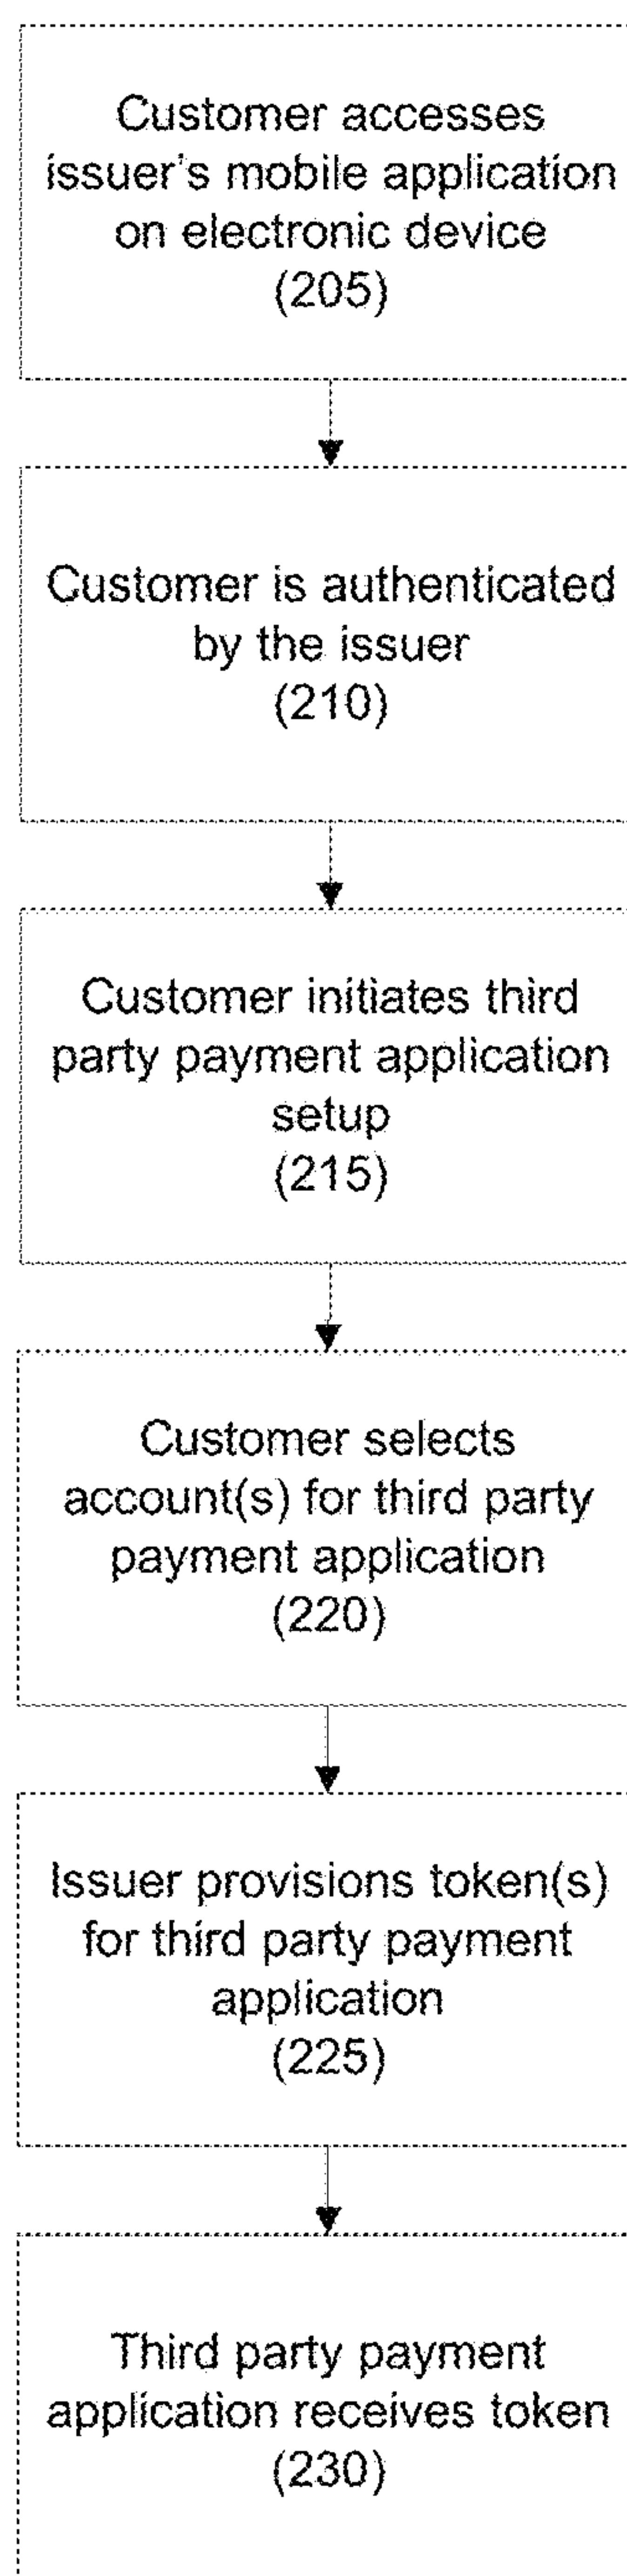 Customer accesses
issuer's mobile application
on electronic device
(205)
Customer is authenticated
by the issuer
(210)
Customer initiates third
party payment application
setup
(215)
Customer selects
account(s) for third party
payment application
(220)
Issuer provisions token(s)
for third party payment
application
(225)
Third party payment
application receives token
(230)